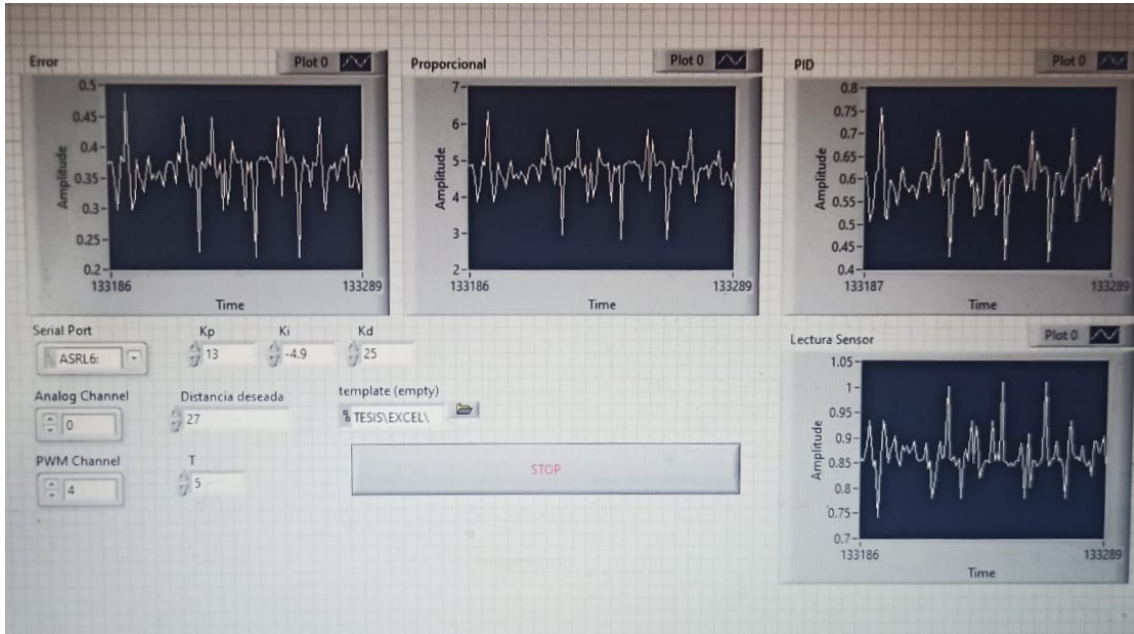 Error
Plot 0
0.5
0.45
0.4
0.35
0.3
0.25
0.2
Amplitude
133186
133289
Time
Proporcional
Plot 0
7
6
5
4
3
2
Amplitude
133186
133289
Time
PID
Plot 0
0.8
0.75
0.7
0.65
0.6
0.55
0.5
0.45
0.4
Amplitude
133187
133289
Time
Serial Port
ASRL6:
Kp
13
Ki
-4.9
Kd
25
Analog Channel
0
Distancia deseada
27
template (empty)
TESIS\EXCEL\
PWM Channel
4
T
5
STOP
Lectura Sensor
Plot 0
1.05
1
0.95
0.9
0.85
0.8
0.75
0.7
Amplitude
133186
133289
Time